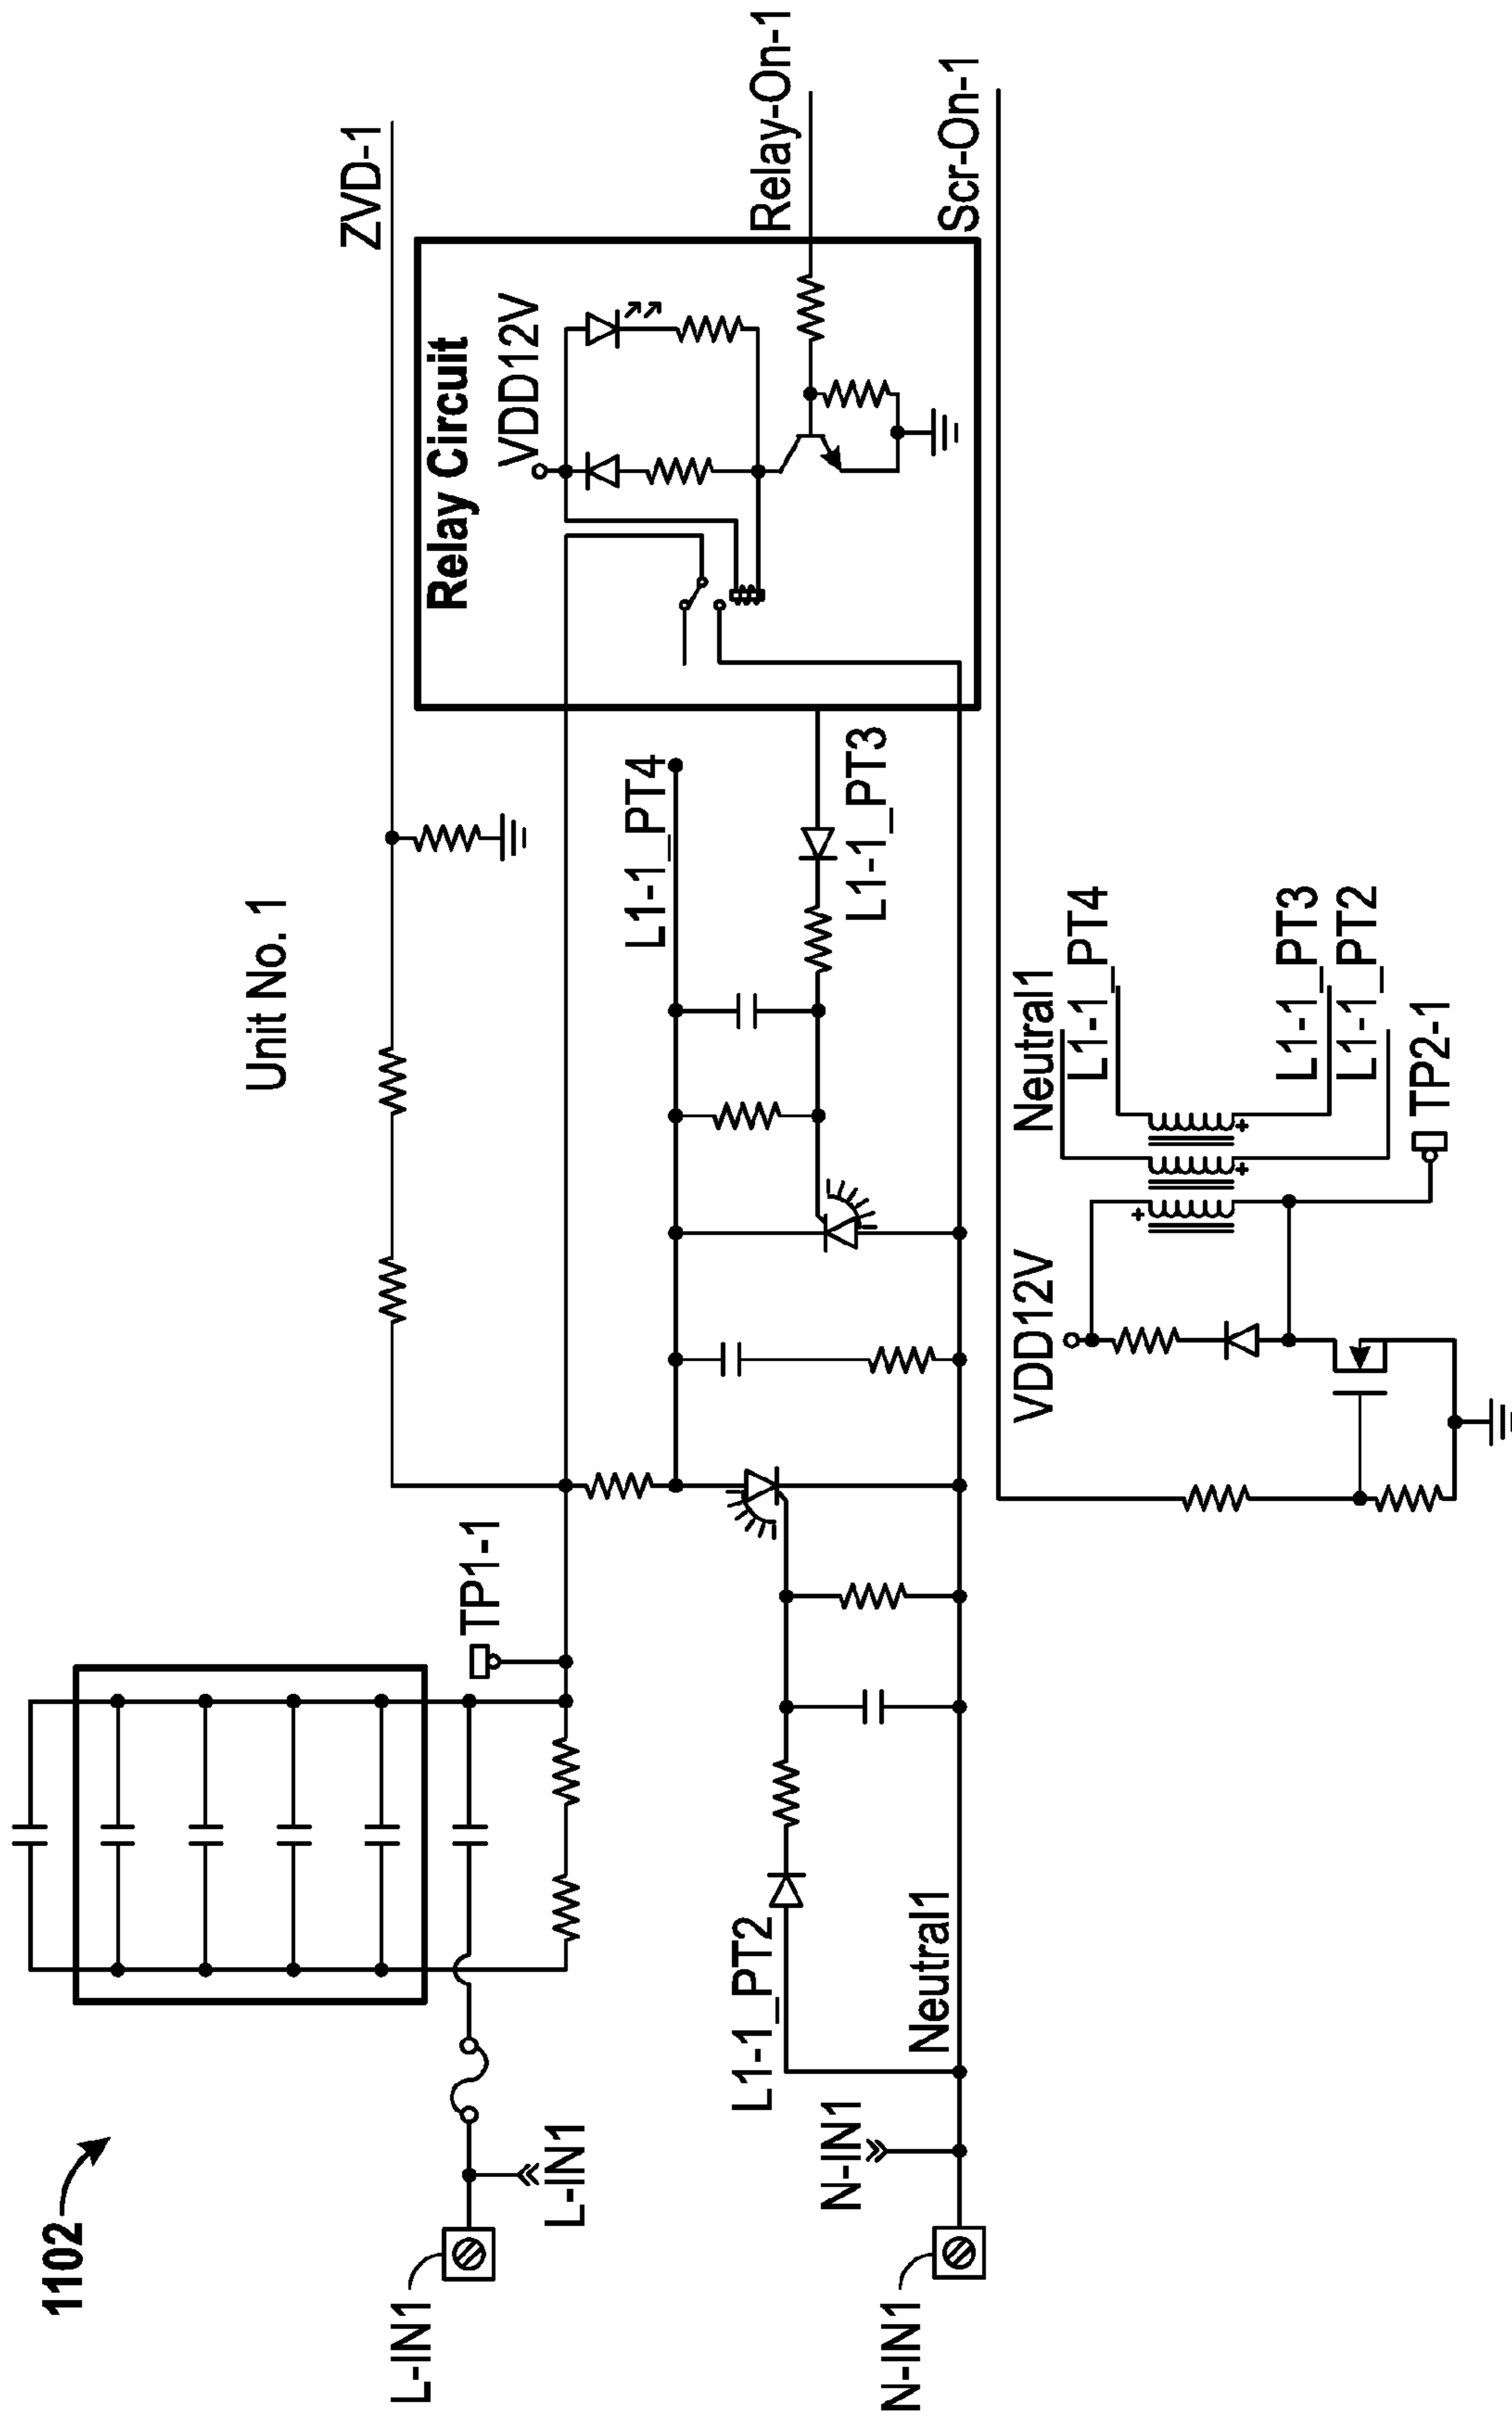 1102
Unit No. 1
ZVD-1
Relay Circuit
VDD12V
Relay-On-1
Scr-On-1
TP1-1
L-IN1
L-IN1
L1-1_PT4
L1-1_PT3
L1-1_PT2
N-IN1
Neutral1
N-IN1
VDD12V
Neutral1
L1-1_PT4
L1-1_PT3
L1-1_PT2
TP2-1